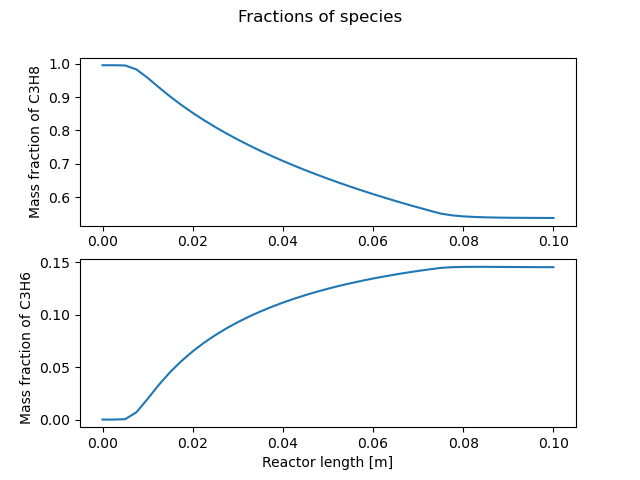 Fractions of species
Mass fraction of C3H8
1.0
0.9
0.8
0.7
0.6
0.00 0.02 0.04 0.06 0.08 0.10
Mass fraction of C3H6
0.15
0.10
0.05
0.00
0.00 0.02 0.04 0.06 0.08 0.10
Reactor length [m]